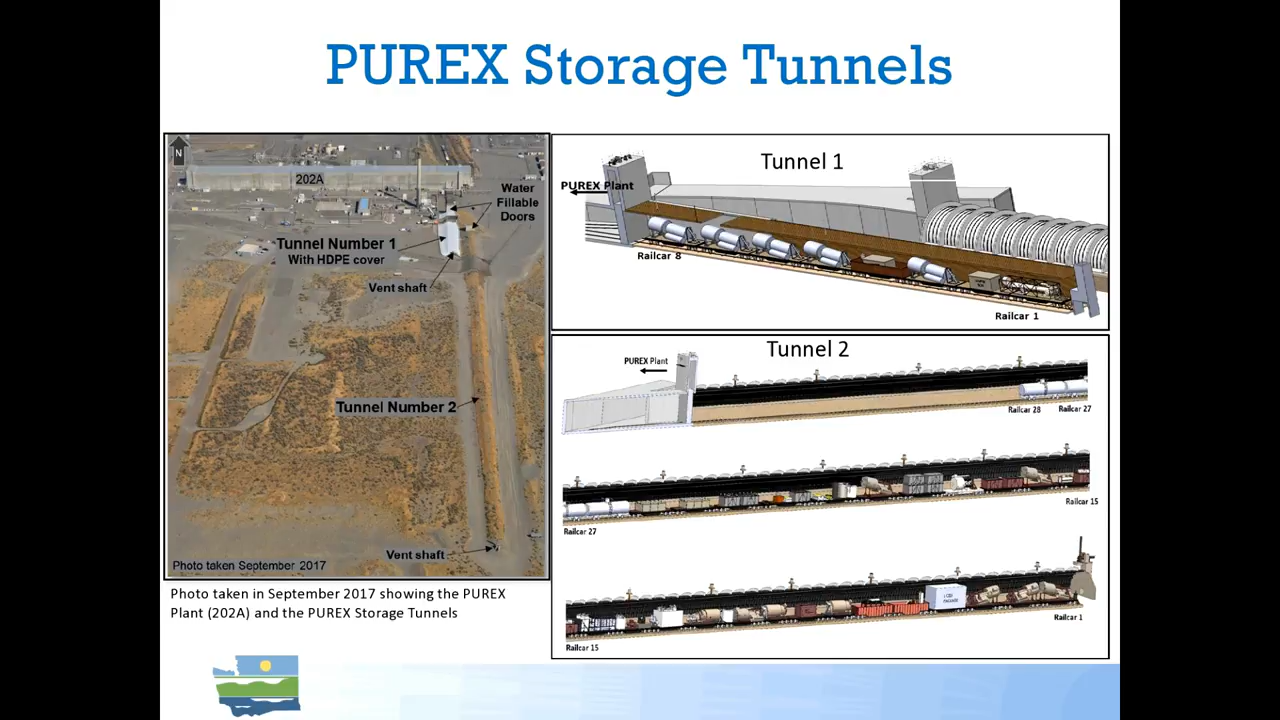 PUREX Storage Tunnels
N
202A
Water
Fillable
Doors
Tunnel Number 1
With HDPE cover
Vent shaft
Tunnel Number 2
Vent shaft
Photo taken September 2017
Photo taken in September 2017 showing the PUREX
Plant (202A) and the PUREX Storage Tunnels
Tunnel 1
PUREX Plant
Railcar 8
Railcar 1
Tunnel 2
PUREX Plant
Railcar 28
Railcar 27
Railcar 15
Railcar 27
Railcar 1
Railcar 15